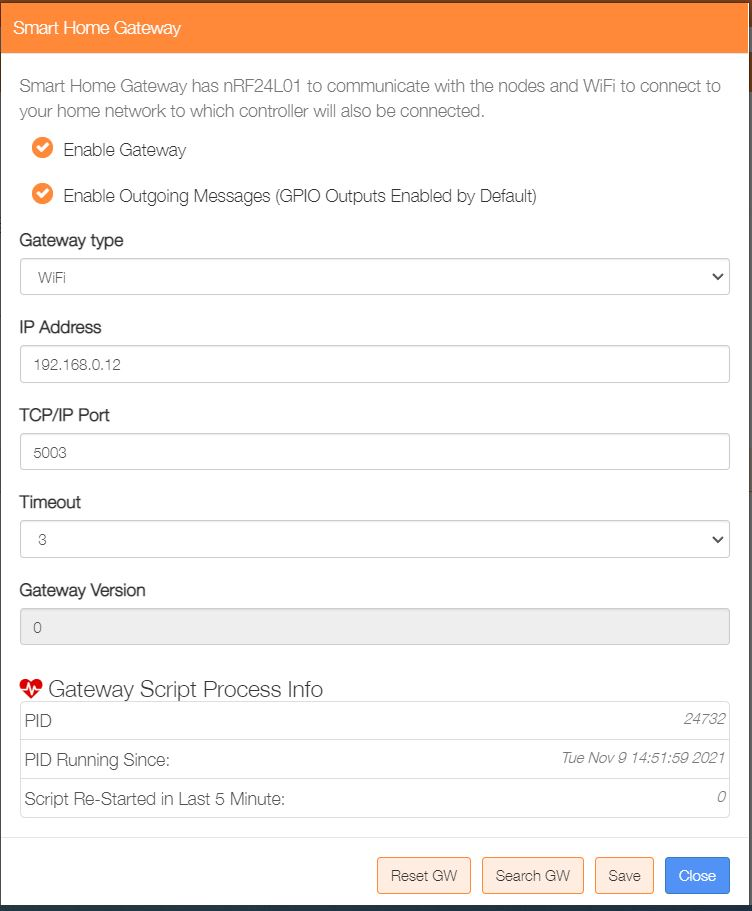 Smart Home Gateway
Smart Home Gateway has nRF24L01 to communicate with the nodes and WiFi to connect to
your home network to which controller will also be connected.
Enable Gateway
Enable Outgoing Messages (GPIO Outputs Enabled by Default)
Gateway type
WiFi
IP Address
192.168.0.12
TCP/IP Port
5003
Timeout
3
Gateway Version
0
Gateway Script Process Info
PID 24732
PID Running Since: Tue Nov 9 14:51:59 2021
Script Re-Started in Last 5 Minute: 0
Reset GW Search GW Save Close